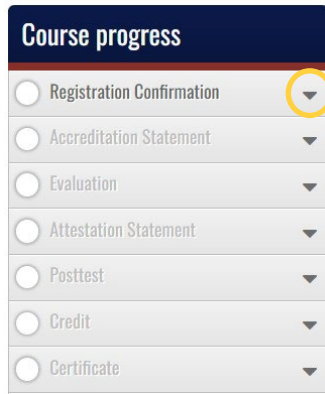 Course progress
Registration Confirmation
Accreditation Statement
Evaluation
Attestation Statement
Posttest
Credit
Certificate